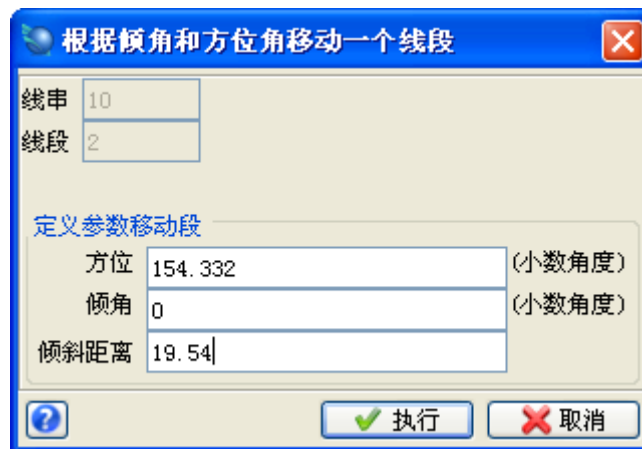 根据倾角和方位角移动一个线段
线串 10
线段 2
定义参数移动段
方位 154.332 (小数角度)
倾角 0 (小数角度)
倾斜距离 19.54
? 执行 取消